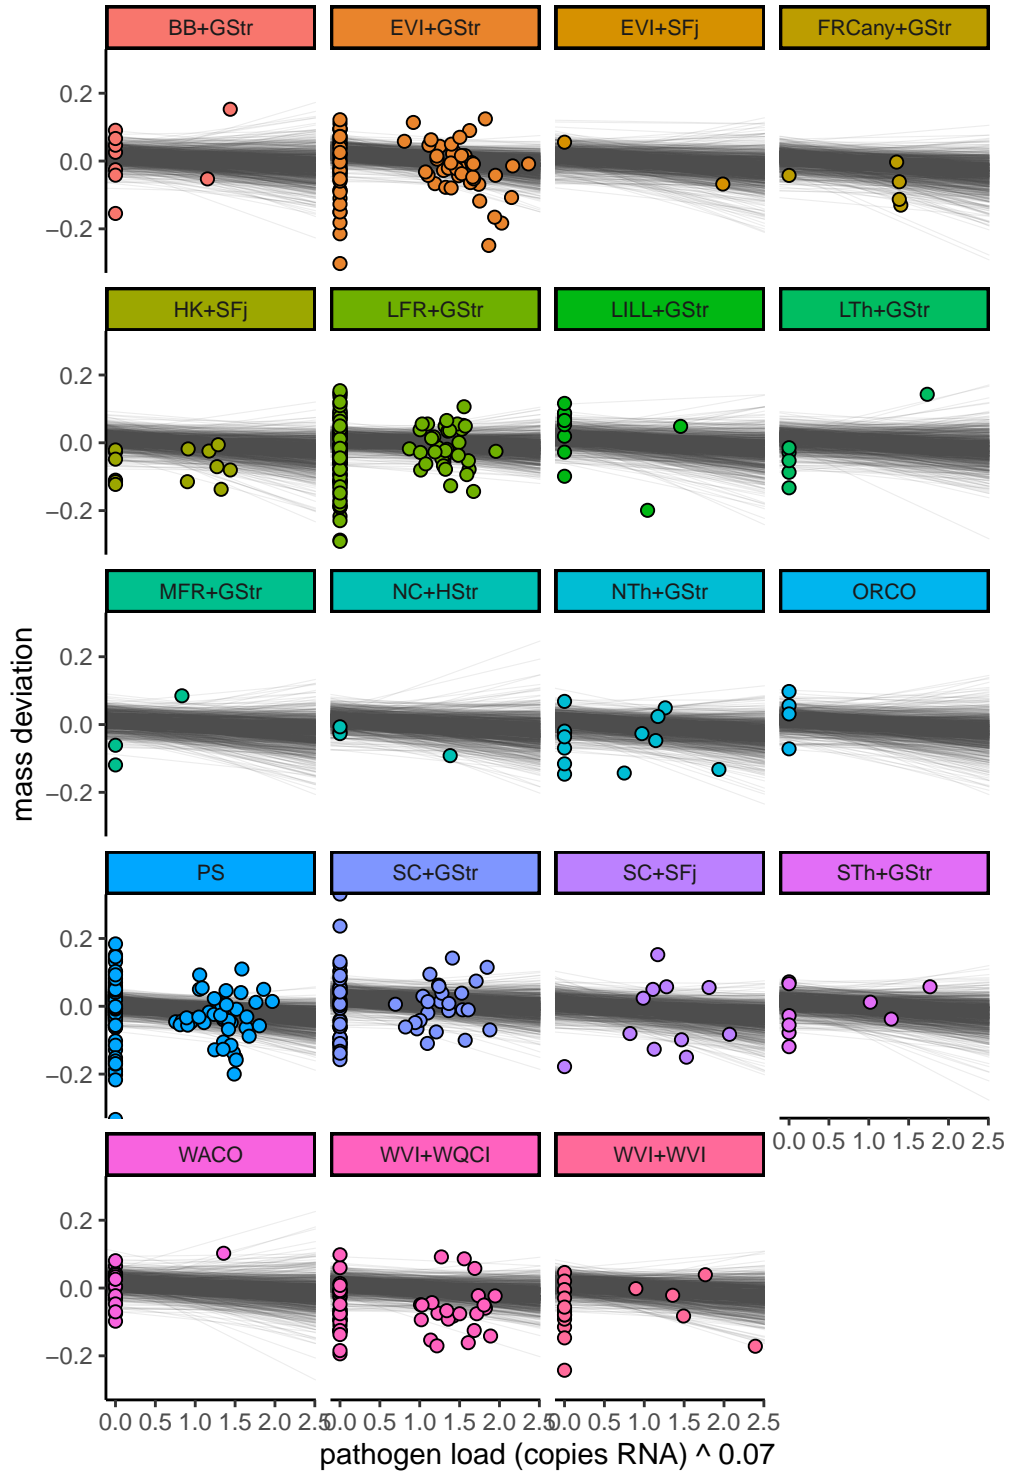 BB+GStr EVI+GStr EVI+SFj FRCany+GStr
0.2
0.0
−0.2
HK+SFj LFR+GStr LILL+GStr LTh+GStr
0.2
0.0
−0.2
MFR+GStr NC+HStr NTh+GStr ORCO
0.2
0.0
−0.2
mass deviation
PS SC+GStr SC+SFj STh+GStr
0.2
0.0
−0.2
0.0 0.5 1.0 1.5 2.0 2.5
WACO WVI+WQCI WVI+WVI
0.2
0.0
−0.2
0.0 0.5 1.0 1.5 2.0 2.5 0.0 0.5 1.0 1.5 2.0 2.5 0.0 0.5 1.0 1.5 2.0 2.5
pathogen load (copies RNA) ^ 0.07